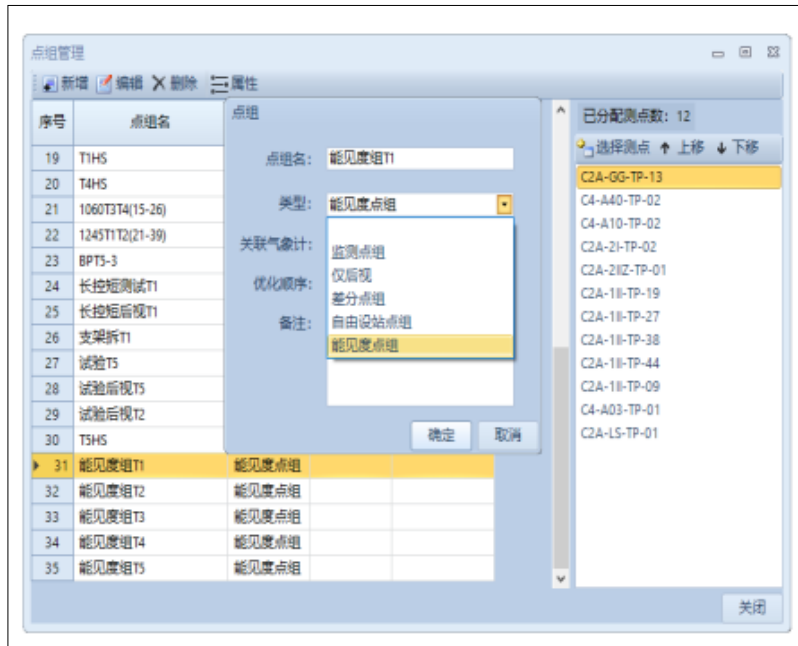 点组管理
新增 编辑 删除 属性
序号 点组名
19 T1HS
20 T4HS
21 1060T3T4(15-26)
22 1245T1T2(21-39)
23 BPT5-3
24 长控短测试T1
25 长控短后视T1
26 支架拆T1
27 试验T5
28 试验后视T5
29 试验后视T2
30 T5HS
31 能见度组T1 能见度点组
32 能见度组T2 能见度点组
33 能见度组T3 能见度点组
34 能见度组T4 能见度点组
35 能见度组T5 能见度点组
点组
点组名： 能见度组T1
类型： 能见度点组
关联气象计：
优化顺序：
备注：
监测点组
仅后视
差分点组
自由设站点组
能见度点组
确定 取消
已分配测点数：12
选择测点 上移 下移
C2A-GG-TP-13
C4-A40-TP-02
C4-A10-TP-02
C2A-2I-TP-02
C2A-2IIZ-TP-01
C2A-1II-TP-19
C2A-1II-TP-27
C2A-1II-TP-38
C2A-1II-TP-44
C2A-1II-TP-09
C4-A03-TP-01
C2A-LS-TP-01
关闭